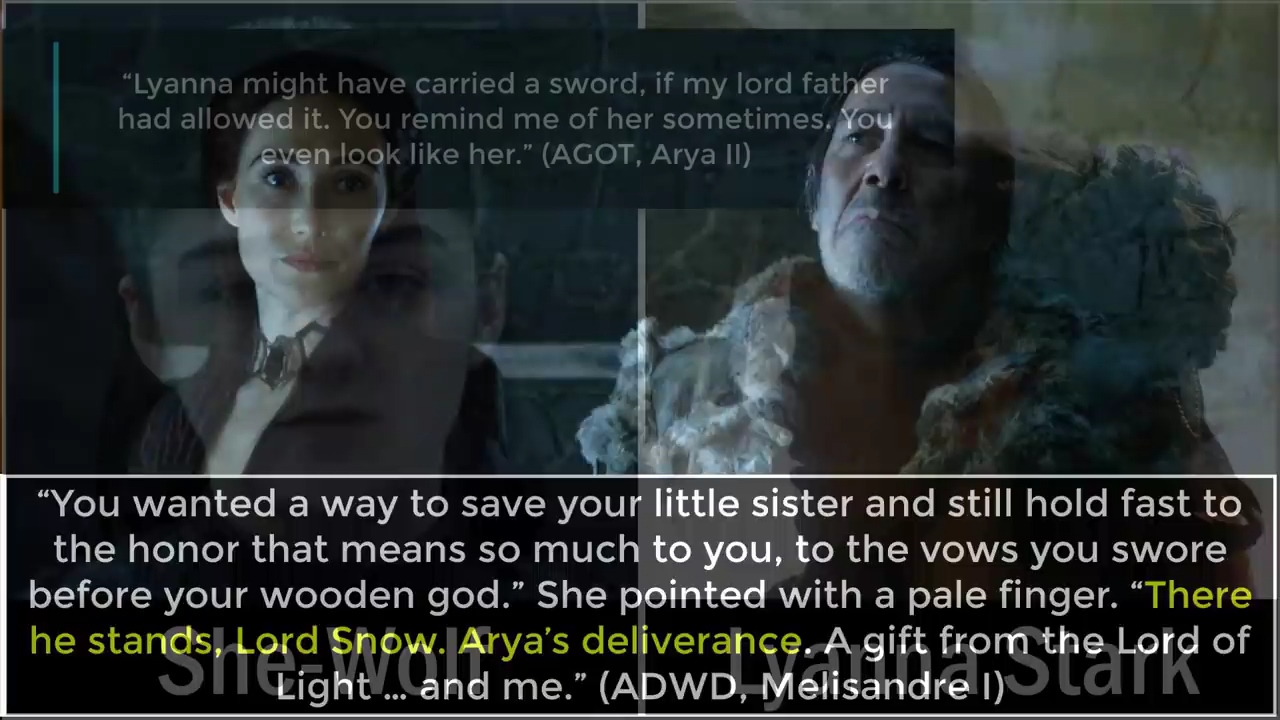 “Lyanna might have carried a sword, if my lord father
had allowed it. You remind me of her sometimes. You
even look like her.” (AGOT, Arya II)
“You wanted a way to save your little sister and still hold fast to
the honor that means so much to you, to the vows you swore
before your wooden god.” She pointed with a pale finger. “There
he stands, Lord Snow. Arya’s deliverance. A gift from the Lord of
Light ... and me.” (ADWD, Melisandre I)
She-Wolf
Lyanna Stark